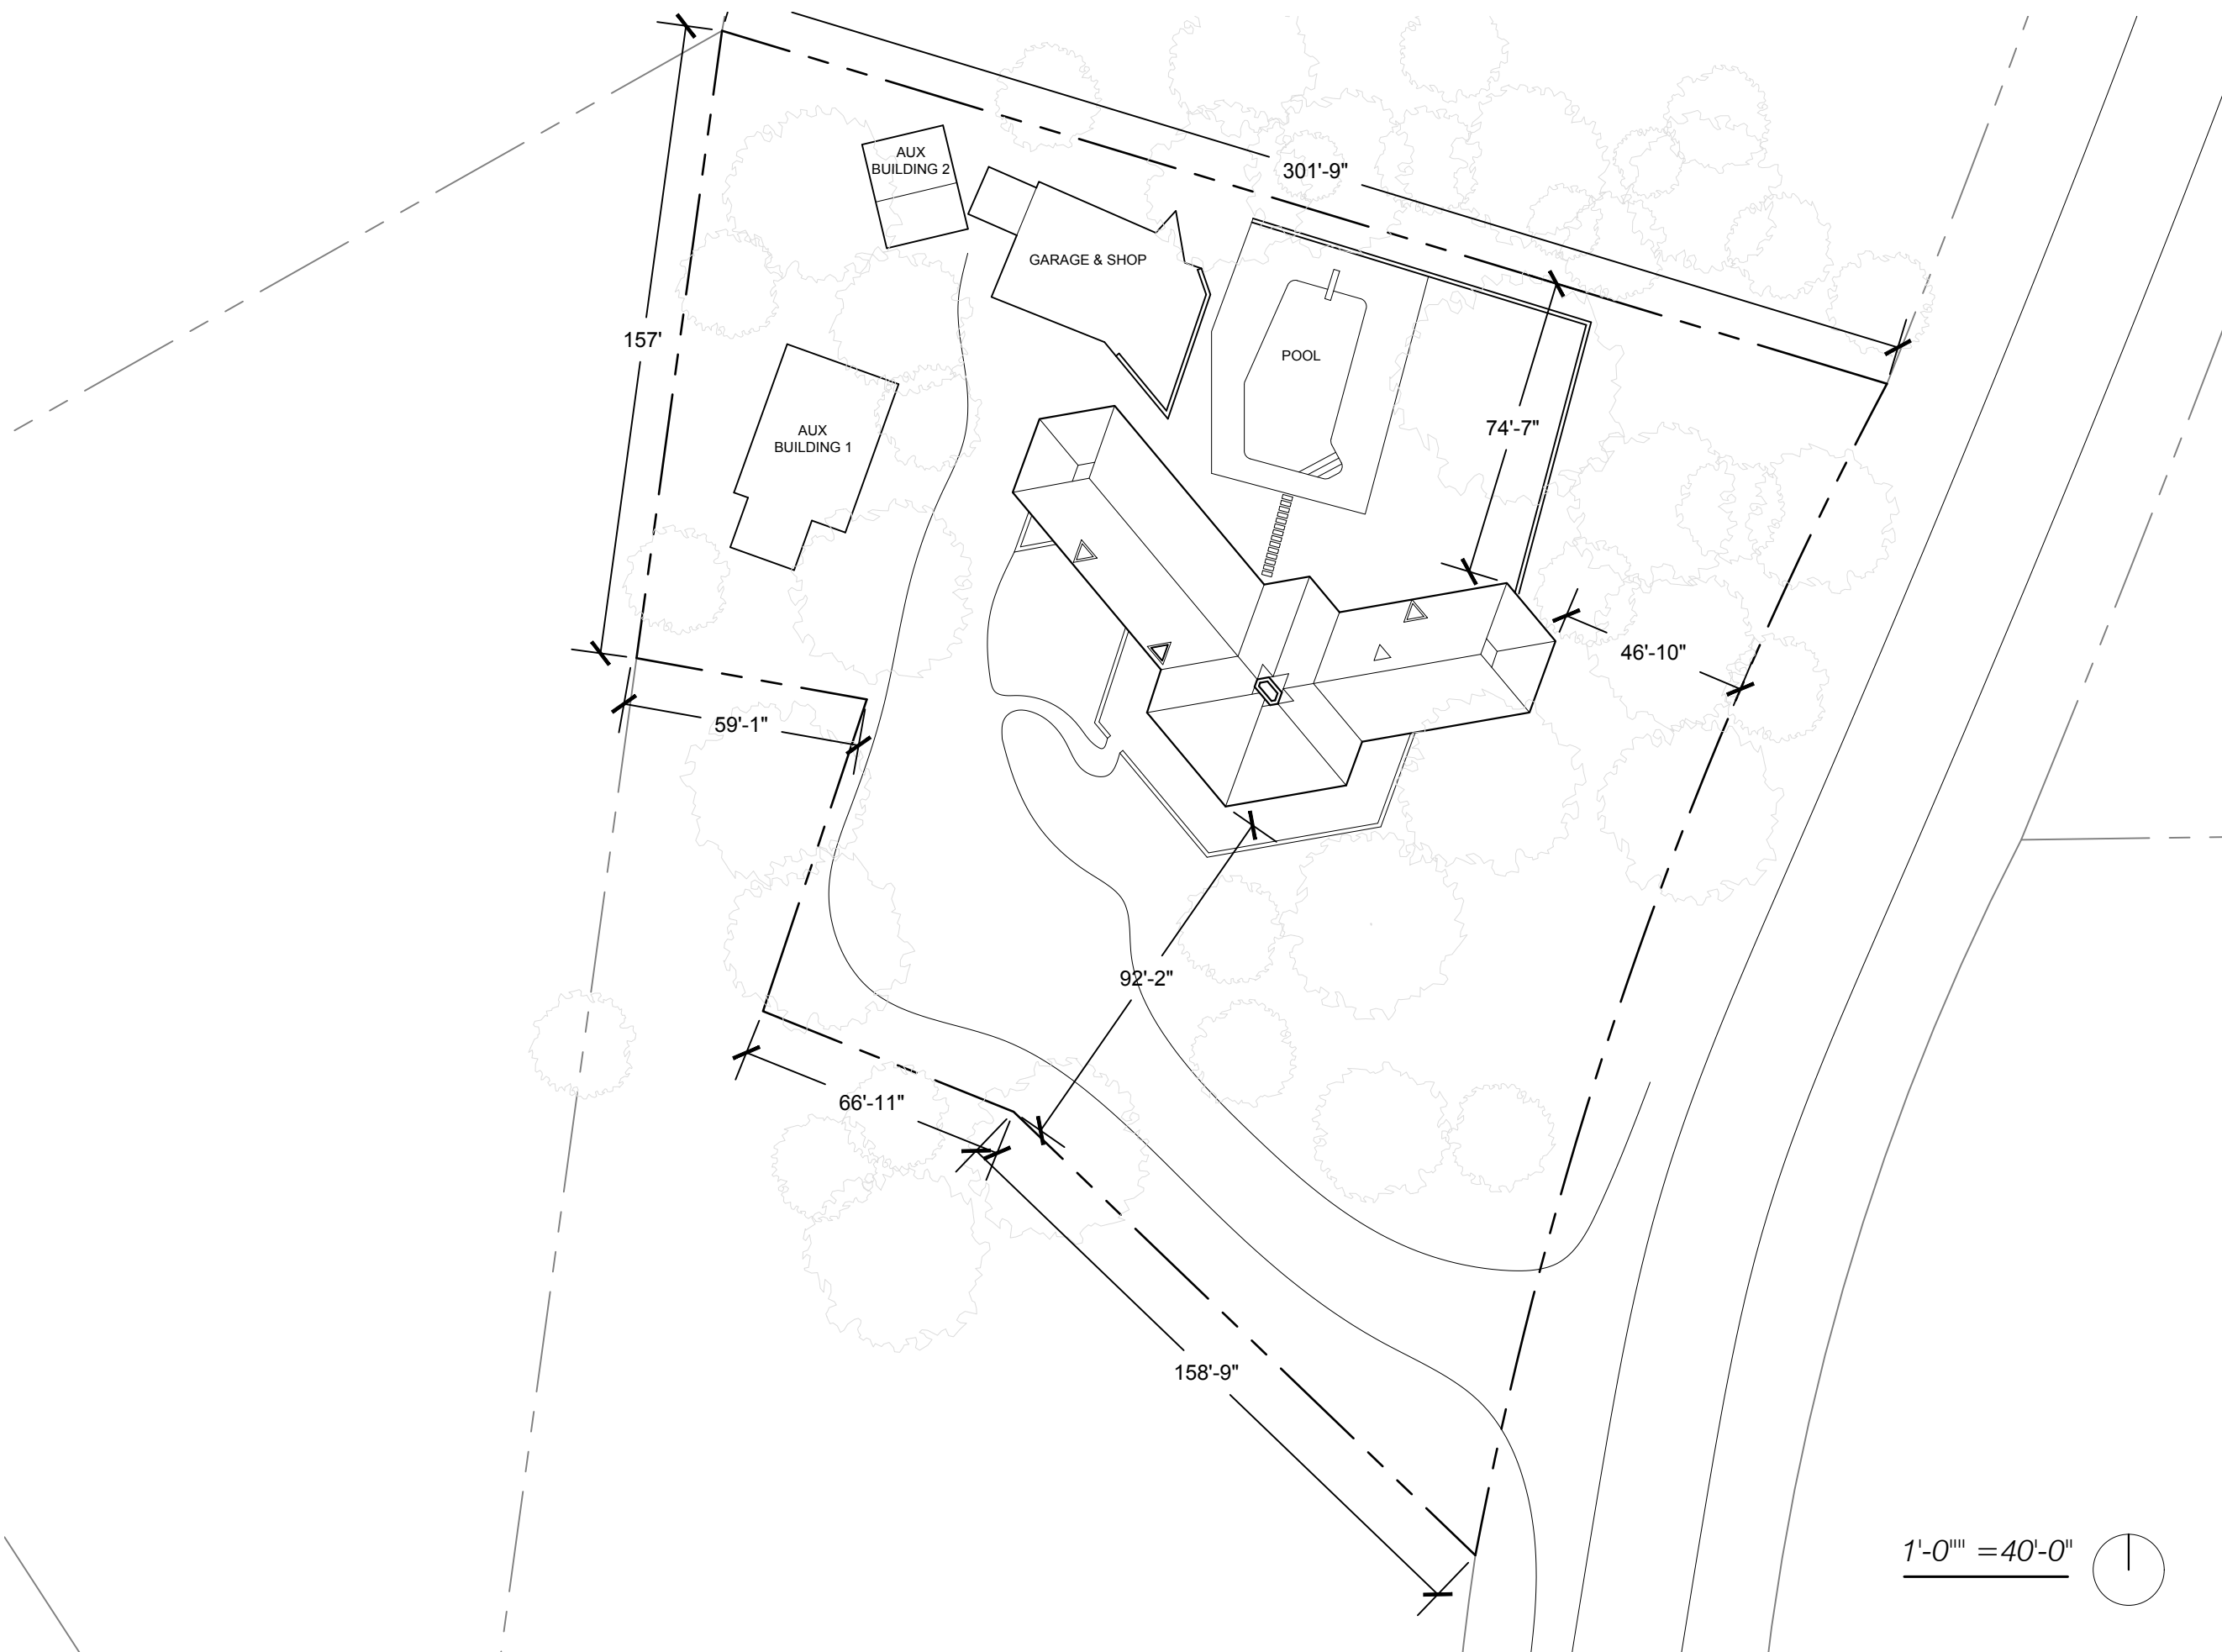 AUX
BUILDING 2
301'-9"
GARAGE & SHOP
157'
POOL
74'-7"
AUX
BUILDING 1
46'-10"
59'-1"
92'-2"
66'-11"
158'-9"
1'-0"" =40'-0"